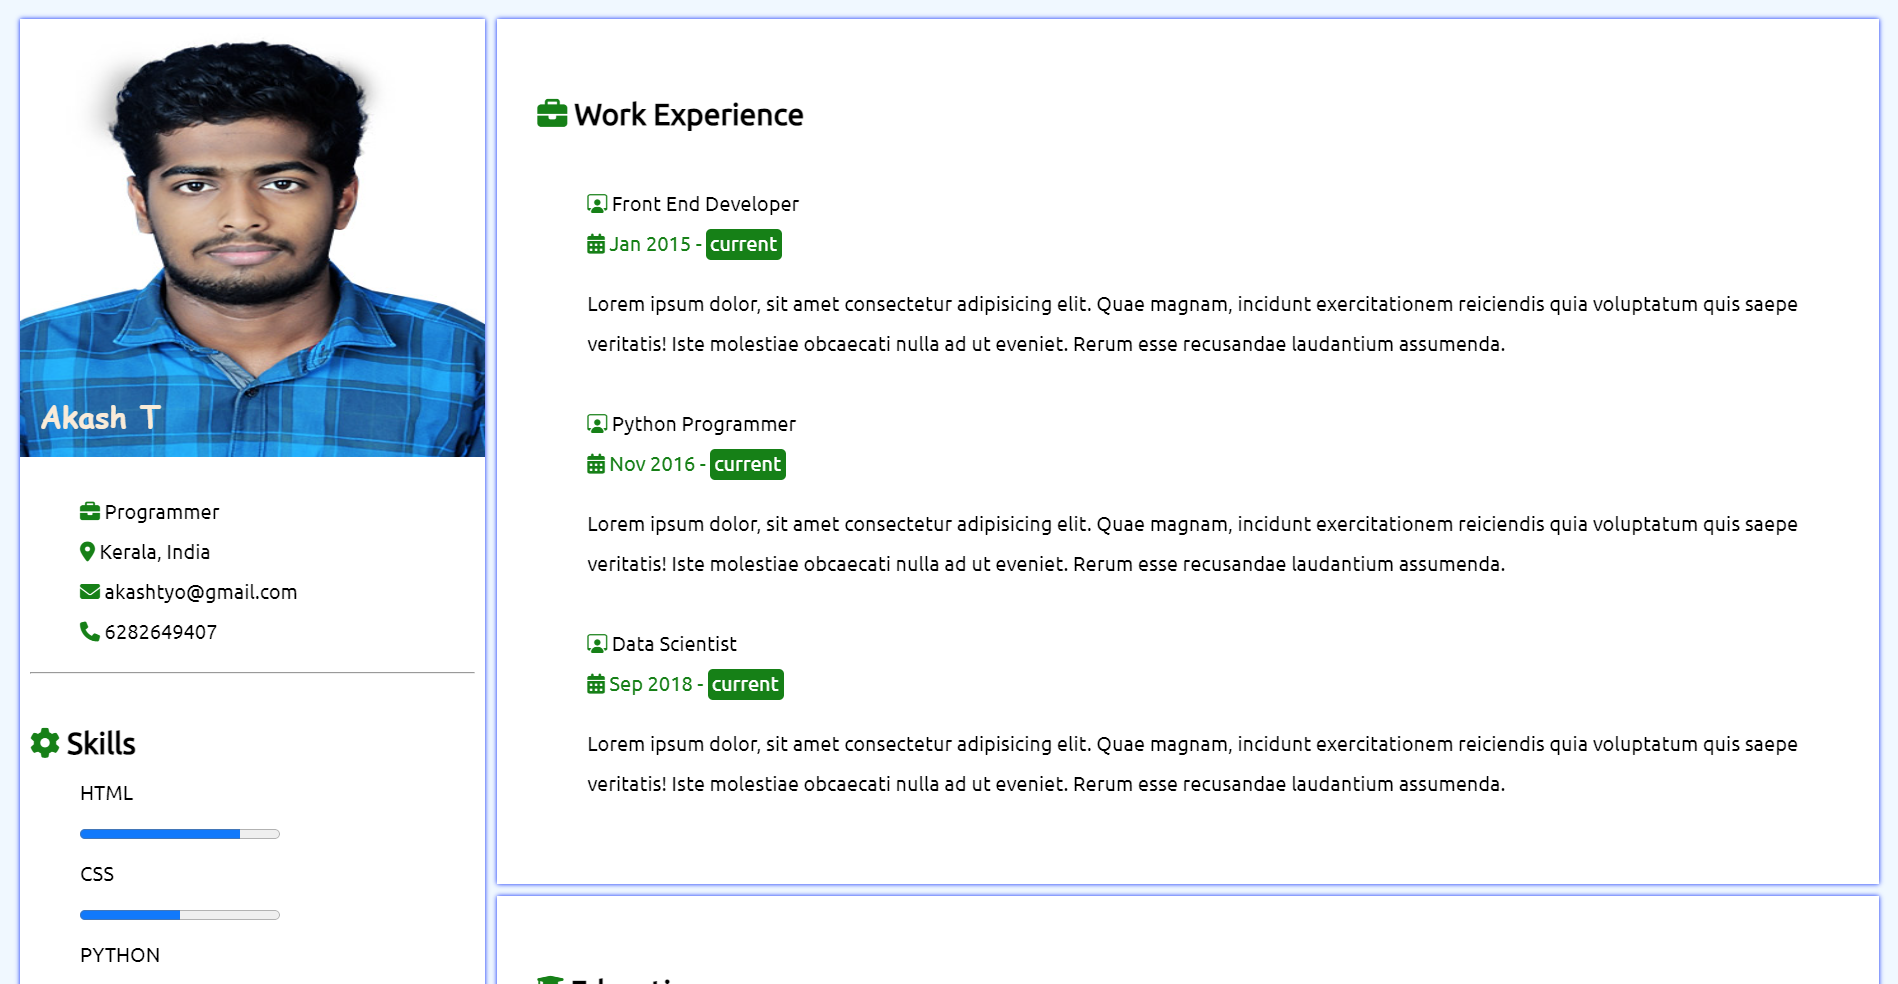 Akash T
Programmer
Kerala, India
akashtyo@gmail.com
6282649407
Skills
HTML
CSS
PYTHON
Work Experience
Front End Developer
Jan 2015 - current
Lorem ipsum dolor, sit amet consectetur adipisicing elit. Quae magnam, incidunt exercitationem reiciendis quia voluptatum quis saepe
veritatis! Iste molestiae obcaecati nulla ad ut eveniet. Rerum esse recusandae laudantium assumenda.
Python Programmer
Nov 2016 - current
Lorem ipsum dolor, sit amet consectetur adipisicing elit. Quae magnam, incidunt exercitationem reiciendis quia voluptatum quis saepe
veritatis! Iste molestiae obcaecati nulla ad ut eveniet. Rerum esse recusandae laudantium assumenda.
Data Scientist
Sep 2018 - current
Lorem ipsum dolor, sit amet consectetur adipisicing elit. Quae magnam, incidunt exercitationem reiciendis quia voluptatum quis saepe
veritatis! Iste molestiae obcaecati nulla ad ut eveniet. Rerum esse recusandae laudantium assumenda.